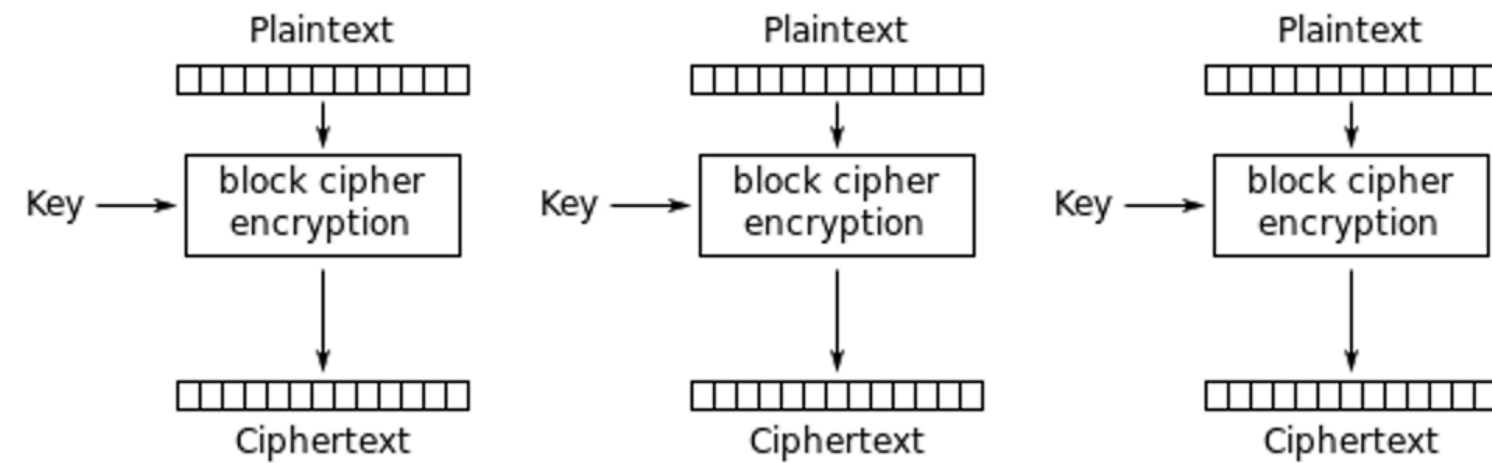 Plaintext Plaintext Plaintext
block cipher block cipher block cipher
Key Key Key
encryption encryption encryption
Ciphertext Ciphertext Ciphertext